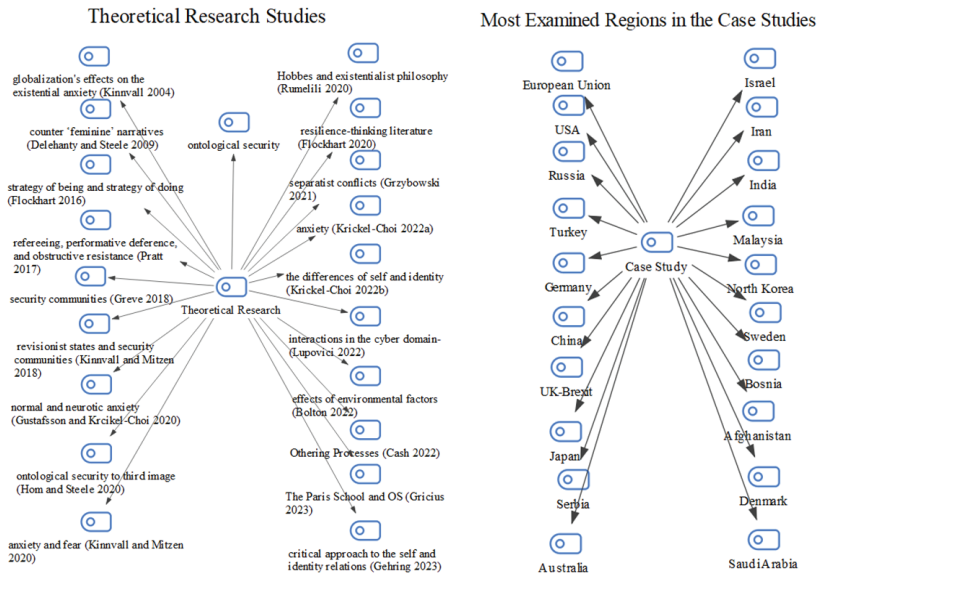 Theoretical Research Studies
globalization's effects on the
existential anxiety (Kinnvall 2004)
counter 'feminine' narratives
(Delehanty and Steele 2009)
strategy of being and strategy of doing
(Flockhart 2016)
refereeing, performative deference,
and obstructive resistance (Pratt
2017)
security communities (Greve 2018)
revisionist states and security
communities (Kinnvall and Mitzen
2018)
normal and neurotic anxiety
(Gustafsson and Krcikel-Choi 2020)
ontological security to third image
(Hom and Steele 2020)
anxiety and fear (Kinnvall and Mitzen
2020)
ontological security
Theoretical Research
Hobbes and existentialist philosophy
(Rumelili 2020)
resilience-thinking literature
(Flockhart 2020)
separatist conflicts (Grzybowski
2021)
anxiety (Krickel-Choi 2022a)
the differences of self and identity
(Krickel-Choi 2022b)
interactions in the cyber domain-
(Lupovici 2022)
effects of environmental factors
(Bolton 2022)
Othering Processes (Cash 2022)
The Paris School and OS (Gricius
2023)
critical approach to the self and
identity relations (Gehring 2023)
Most Examined Regions in the Case Studies
European Union
USA
Russia
Turkey
Germany
China
UK-Brexit
Japan
Serbia
Australia
Case Study
Israel
Iran
India
Malaysia
North Korea
Sweden
Bosnia
Afghanistan
Denmark
Saudi Arabia